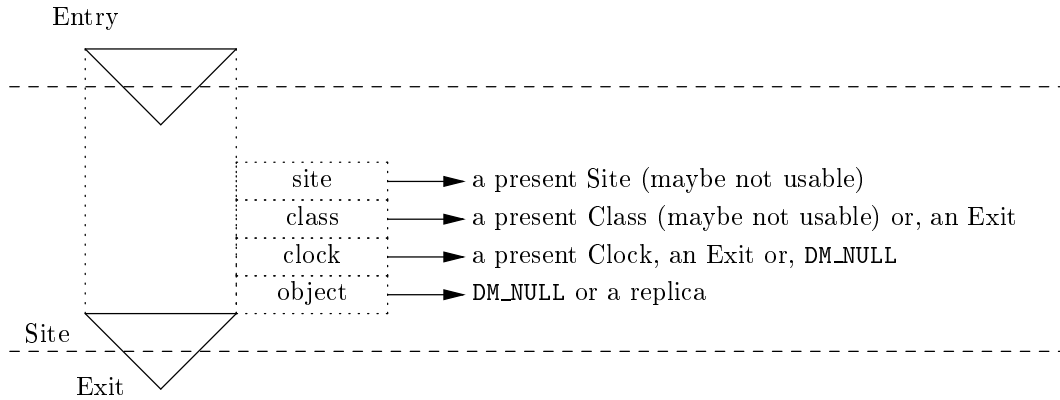 Entry
site a present Site (maybe not usable)
class a present Class (maybe not usable) or, an Exit
clock a present Clock, an Exit or, DM_NULL
object DM_NULL or a replica
Site
Exit